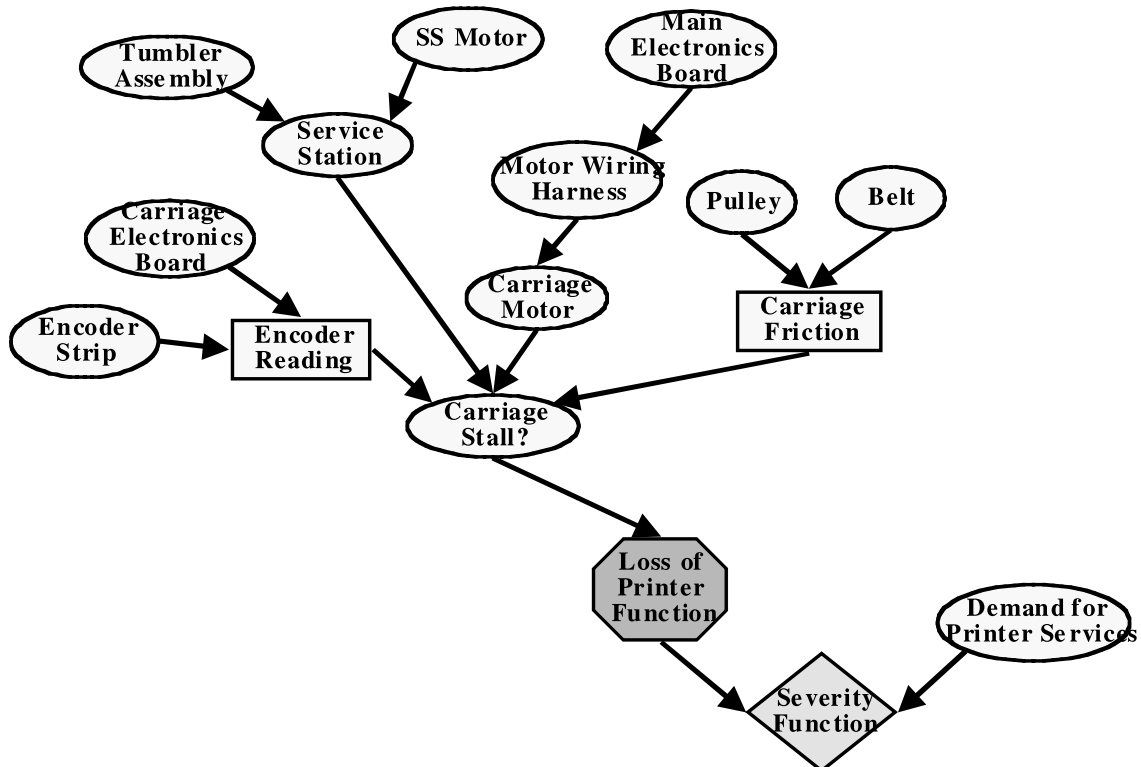 SS Motor
Main
Electronics
Board
Tumbler
Assembly
Service
Station
Motor Wiring
Harness
Pulley
Belt
Carriage
Electronics
Board
Carriage
Motor
Carriage
Friction
Encoder
Strip
Encoder
Reading
Carriage
Stall?
Loss of
Printer
Function
Demand for
Printer Services
Severity
Function